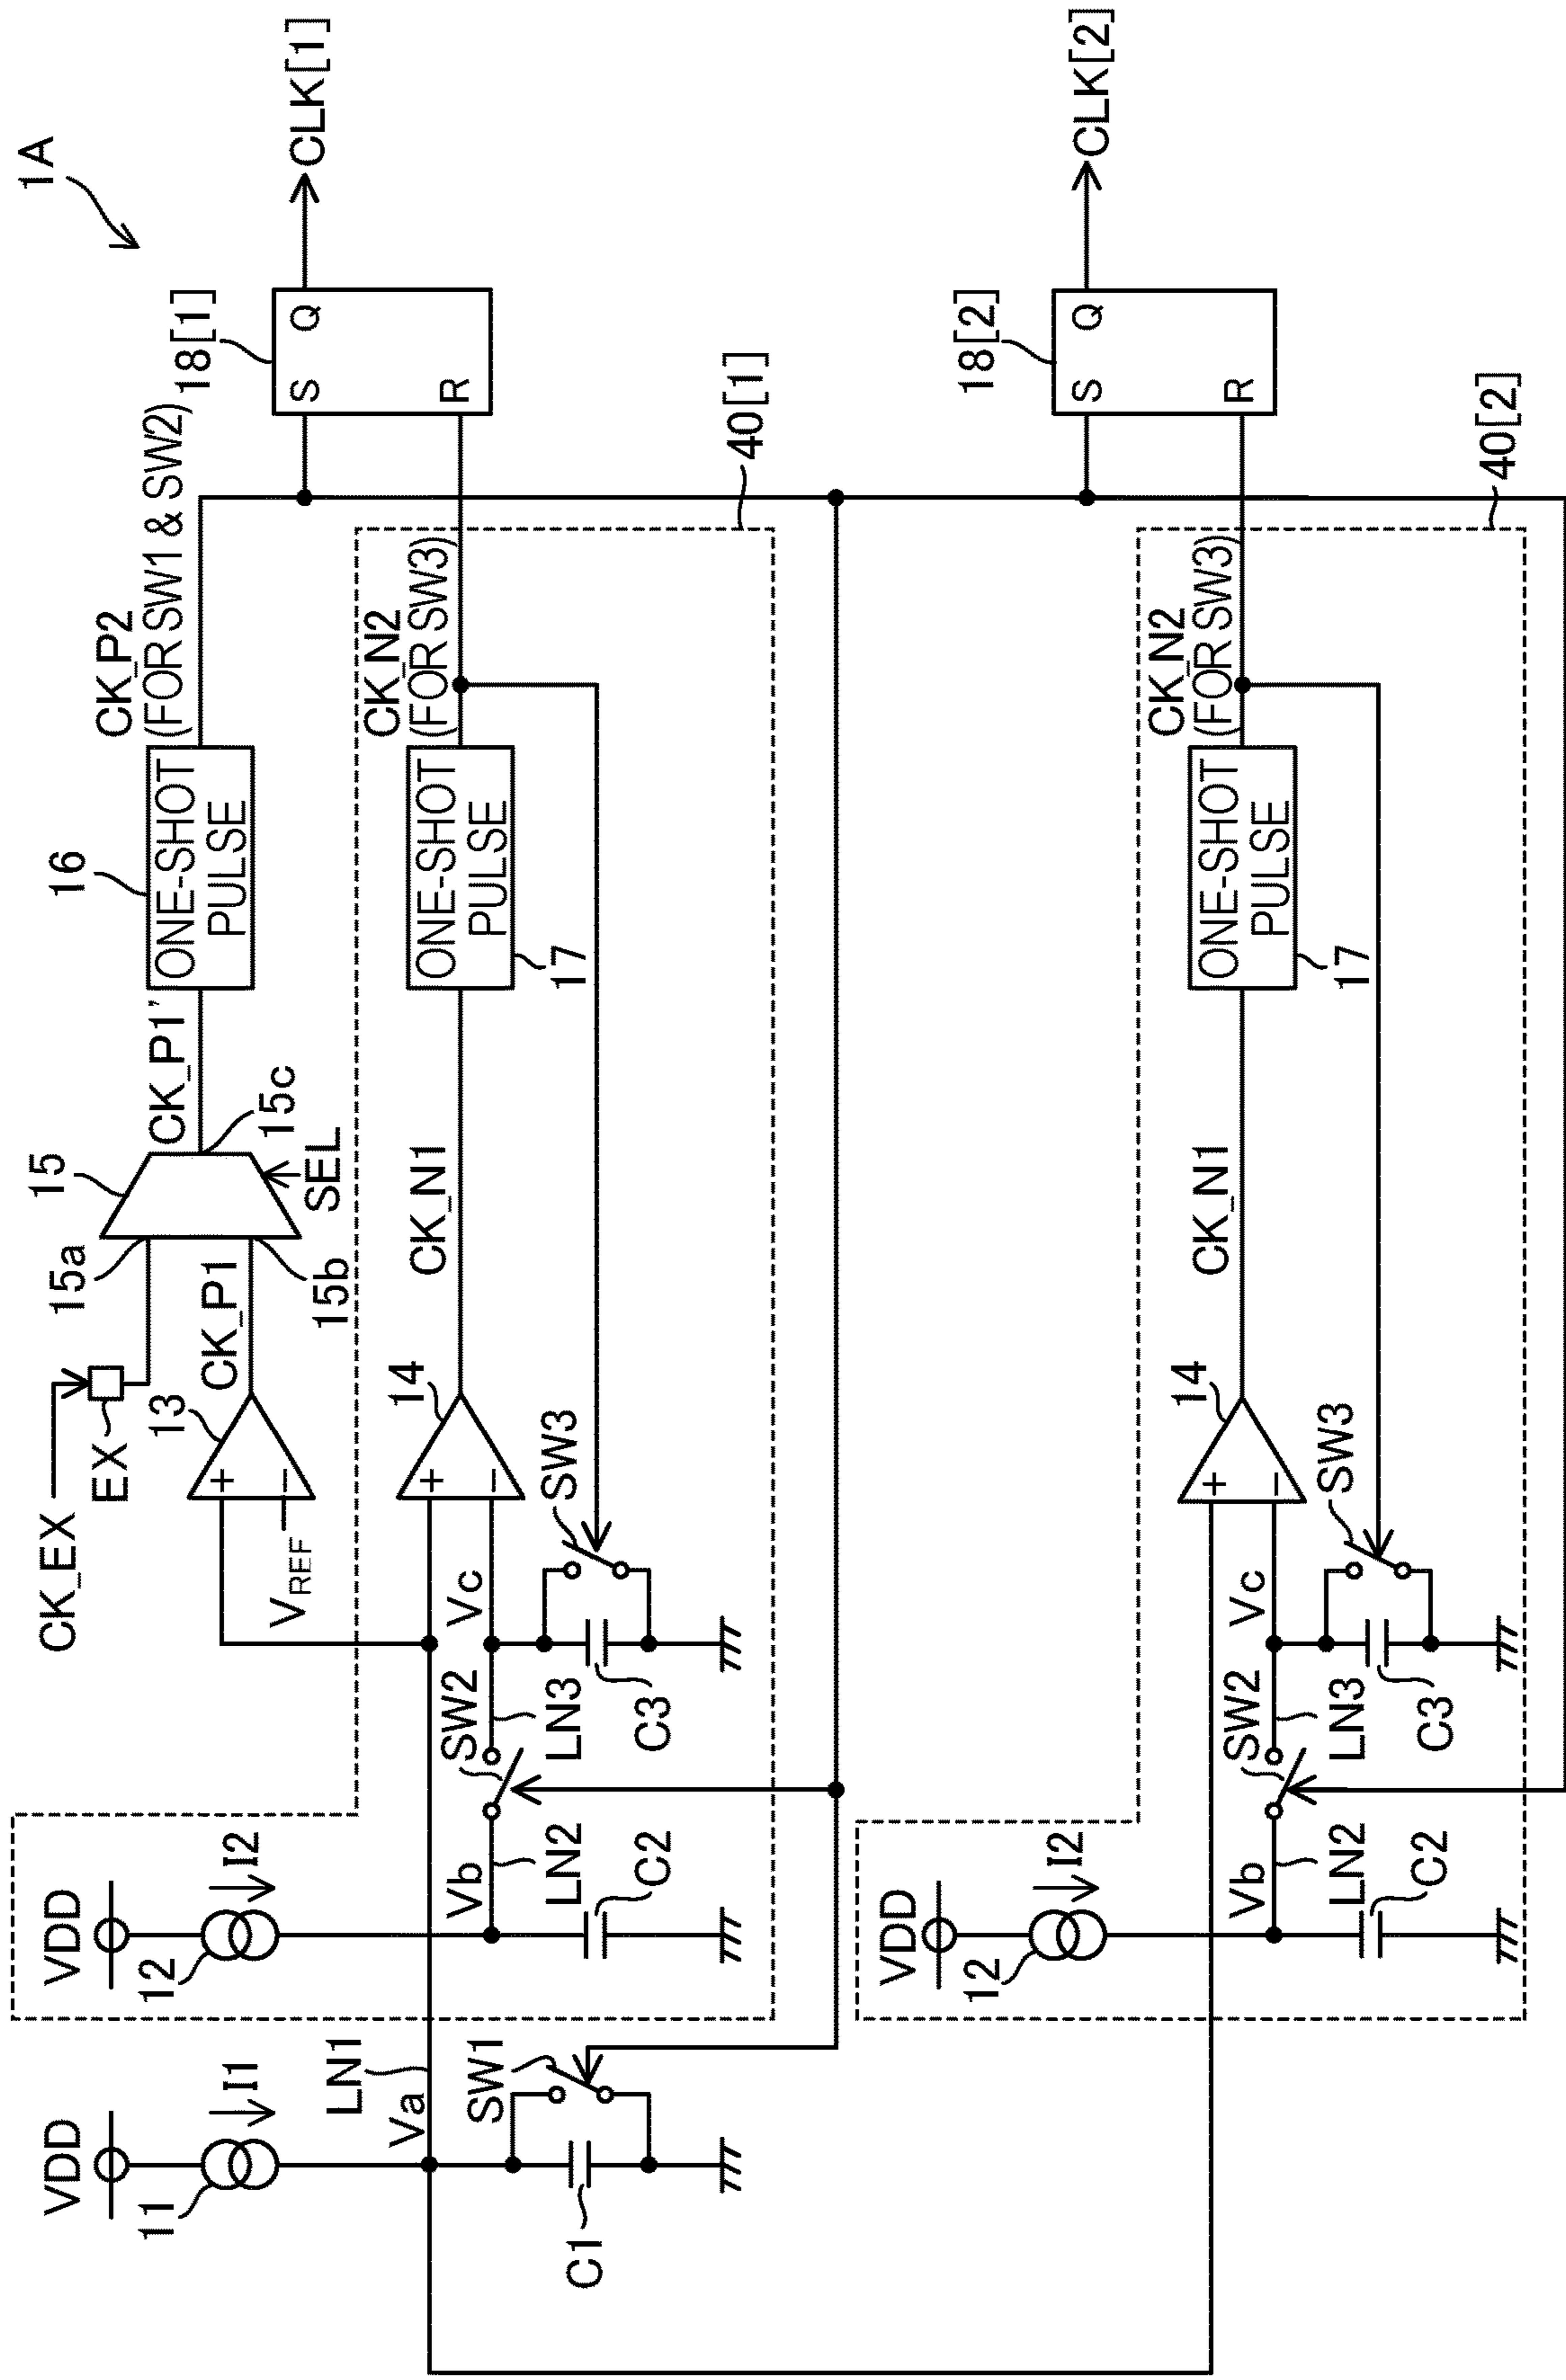 1A
CK_EX
EX
15a
15
15c
CK_P1'
16
ONE-SHOT
PULSE
CK_P2
(FOR SW1 & SW2)
18[1]
S
Q
R
CLK[1]
VDD
11
I1
VDD
12
I2
13
+
−
VREF
CK_P1
15b
SEL
LN1
Va
14
+
−
CK_N1
ONE-SHOT
PULSE
17
CK_N2
(FOR SW3)
SW1
C1
Vb
LN2
C2
SW2
LN3
Vc
C3
SW3
40[1]
VDD
12
I2
14
+
−
CK_N1
ONE-SHOT
PULSE
17
CK_N2
(FOR SW3)
18[2]
S
Q
R
CLK[2]
Vb
LN2
C2
SW2
LN3
Vc
C3
SW3
40[2]